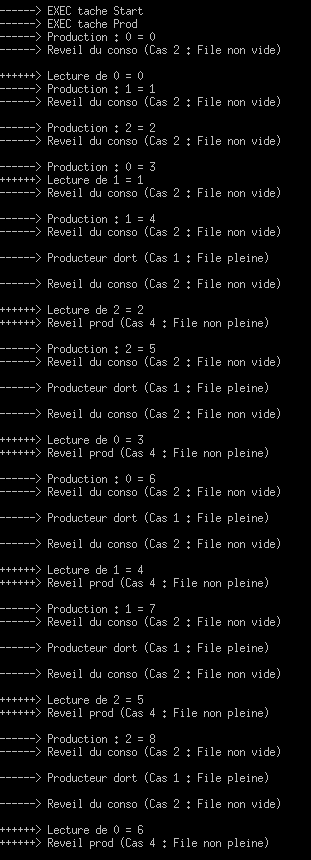 ------> EXEC tache Start
------> EXEC tache Prod
------> Production : 0 = 0
------> Reveil du conso (Cas 2 : File non vide)
++++++> Lecture de 0 = 0
------> Production : 1 = 1
------> Reveil du conso (Cas 2 : File non vide)
------> Production : 2 = 2
------> Reveil du conso (Cas 2 : File non vide)
------> Production : 0 = 3
++++++> Lecture de 1 = 1
------> Reveil du conso (Cas 2 : File non vide)
------> Production : 1 = 4
------> Reveil du conso (Cas 2 : File non vide)
------> Producteur dort (Cas 1 : File pleine)
------> Reveil du conso (Cas 2 : File non vide)
++++++> Lecture de 2 = 2
++++++> Reveil prod (Cas 4 : File non pleine)
------> Production : 2 = 5
------> Reveil du conso (Cas 2 : File non vide)
------> Producteur dort (Cas 1 : File pleine)
------> Reveil du conso (Cas 2 : File non vide)
++++++> Lecture de 0 = 3
++++++> Reveil prod (Cas 4 : File non pleine)
------> Production : 0 = 6
------> Reveil du conso (Cas 2 : File non vide)
------> Producteur dort (Cas 1 : File pleine)
------> Reveil du conso (Cas 2 : File non vide)
++++++> Lecture de 1 = 4
++++++> Reveil prod (Cas 4 : File non pleine)
------> Production : 1 = 7
------> Reveil du conso (Cas 2 : File non vide)
------> Producteur dort (Cas 1 : File pleine)
------> Reveil du conso (Cas 2 : File non vide)
++++++> Lecture de 2 = 5
++++++> Reveil prod (Cas 4 : File non pleine)
------> Production : 2 = 8
------> Reveil du conso (Cas 2 : File non vide)
------> Producteur dort (Cas 1 : File pleine)
------> Reveil du conso (Cas 2 : File non vide)
++++++> Lecture de 0 = 6
++++++> Reveil prod (Cas 4 : File non pleine)